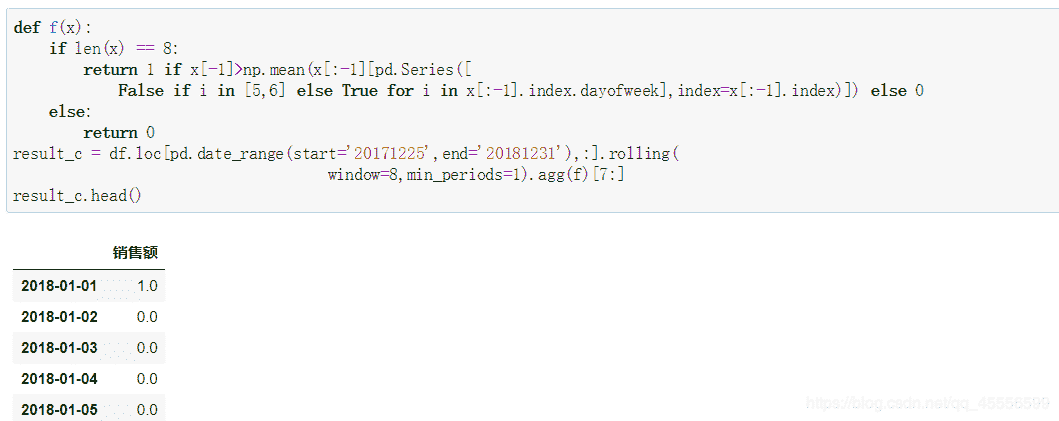 def f(x):
    if len(x) == 8:
        return 1 if x[-1]>np.mean(x[:-1][pd.Series([
            False if i in [5,6] else True for i in x[:-1].index.dayofweek],index=x[:-1].index)]) else 0
    else:
        return 0
result_c = df.loc[pd.date_range(start='20171225',end='20181231'),:].rolling(
                                window=8,min_periods=1).agg(f)[7:]
result_c.head()
销售额
2018-01-01 1.0
2018-01-02 0.0
2018-01-03 0.0
2018-01-04 0.0
2018-01-05 0.0
https://blog.csdn.net/qq_45556599